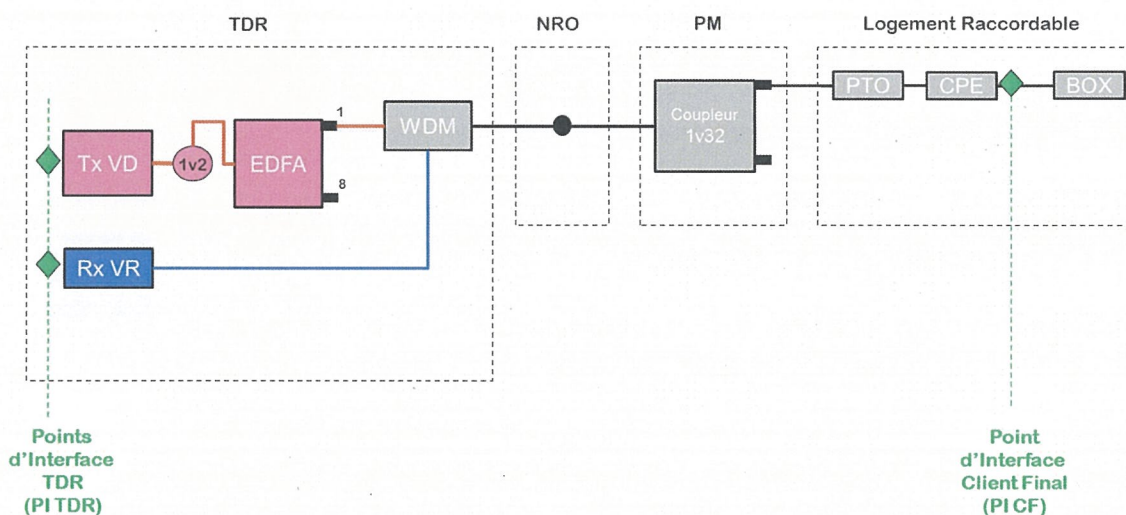 TDR
NRO
PM
Logement Raccordable
Tx VD
1v2
EDFA
1
8
WDM
Rx VR
Coupleur
1v32
PTO
CPE
BOX
Points
d'Interface
TDR
(PI TDR)
Point
d'Interface
Client Final
(PI CF)